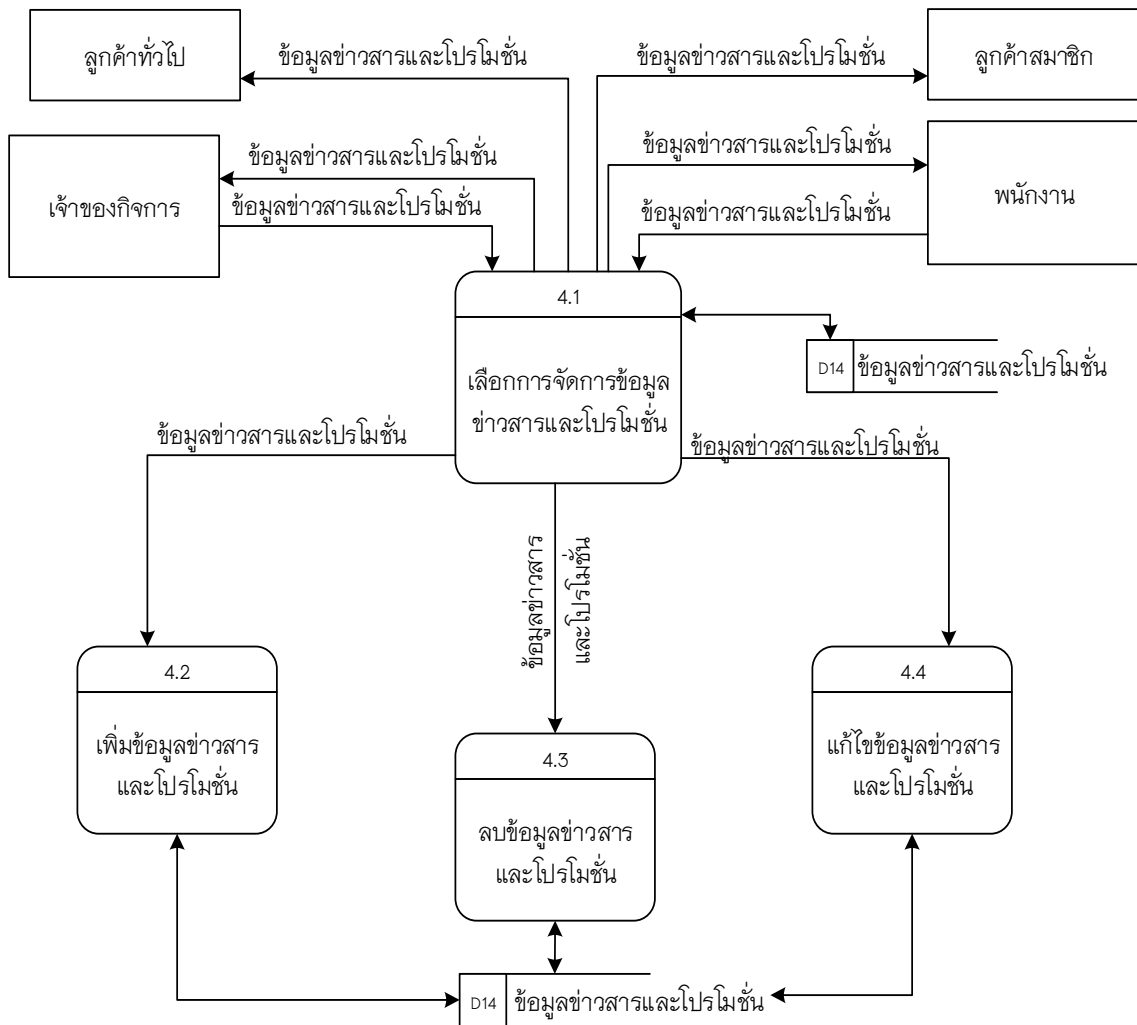 ลูกค้าทั่วไป
ข้อมูลข่าวสารและโปรโมชั่น
ข้อมูลข่าวสารและโปรโมชั่น
ลูกค้าสมาชิก
เจ้าของกิจการ
ข้อมูลข่าวสารและโปรโมชั่น
ข้อมูลข่าวสารและโปรโมชั่น
ข้อมูลข่าวสารและโปรโมชั่น
ข้อมูลข่าวสารและโปรโมชั่น
พนักงาน
4.1
เลือกการจัดการข้อมูล
ข่าวสารและโปรโมชั่น
D14 ข้อมูลข่าวสารและโปรโมชั่น
ข้อมูลข่าวสารและโปรโมชั่น
ข้อมูลข่าวสารและโปรโมชั่น
ข้อมูลข่าวสาร
และโปรโมชั่น
4.2
เพิ่มข้อมูลข่าวสาร
และโปรโมชั่น
4.3
ลบข้อมูลข่าวสาร
และโปรโมชั่น
4.4
แก้ไขข้อมูลข่าวสาร
และโปรโมชั่น
D14 ข้อมูลข่าวสารและโปรโมชั่น